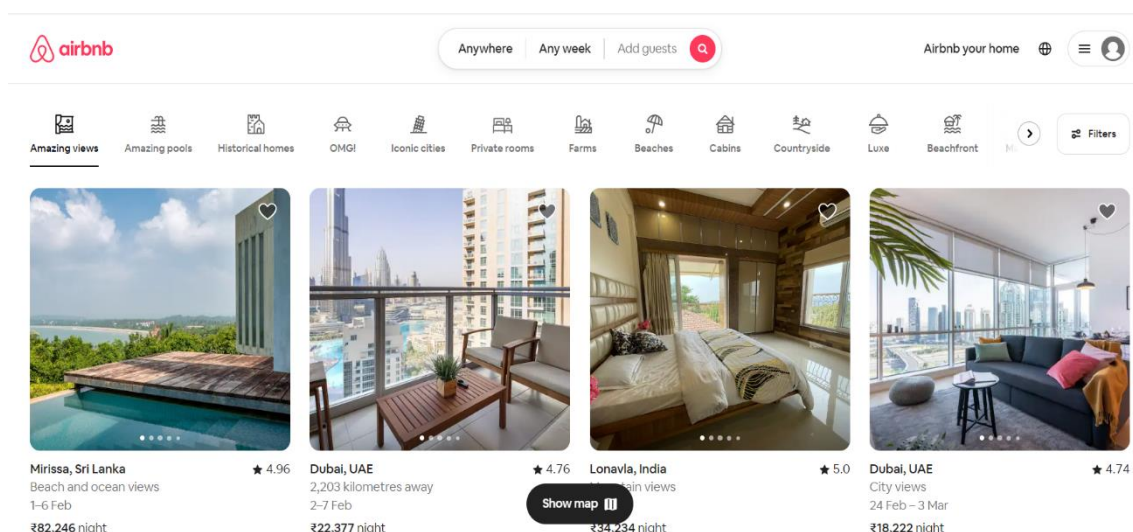 airbnb
Anywhere Any week Add guests
Airbnb your home
Amazing views Amazing pools Historical homes OMG! Iconic cities Private rooms Farms Beaches Cabins Countryside Luxe Beachfront
Filters
Mirissa, Sri Lanka ★ 4.96
Beach and ocean views
1–6 Feb
₹82,246 night
Dubai, UAE ★ 4.76
2,203 kilometres away
2–7 Feb
₹22,377 night
Lonavla, India ★ 5.0
views
₹34,234 night
Dubai, UAE ★ 4.74
City views
24 Feb – 3 Mar
₹18,222 night
Show map